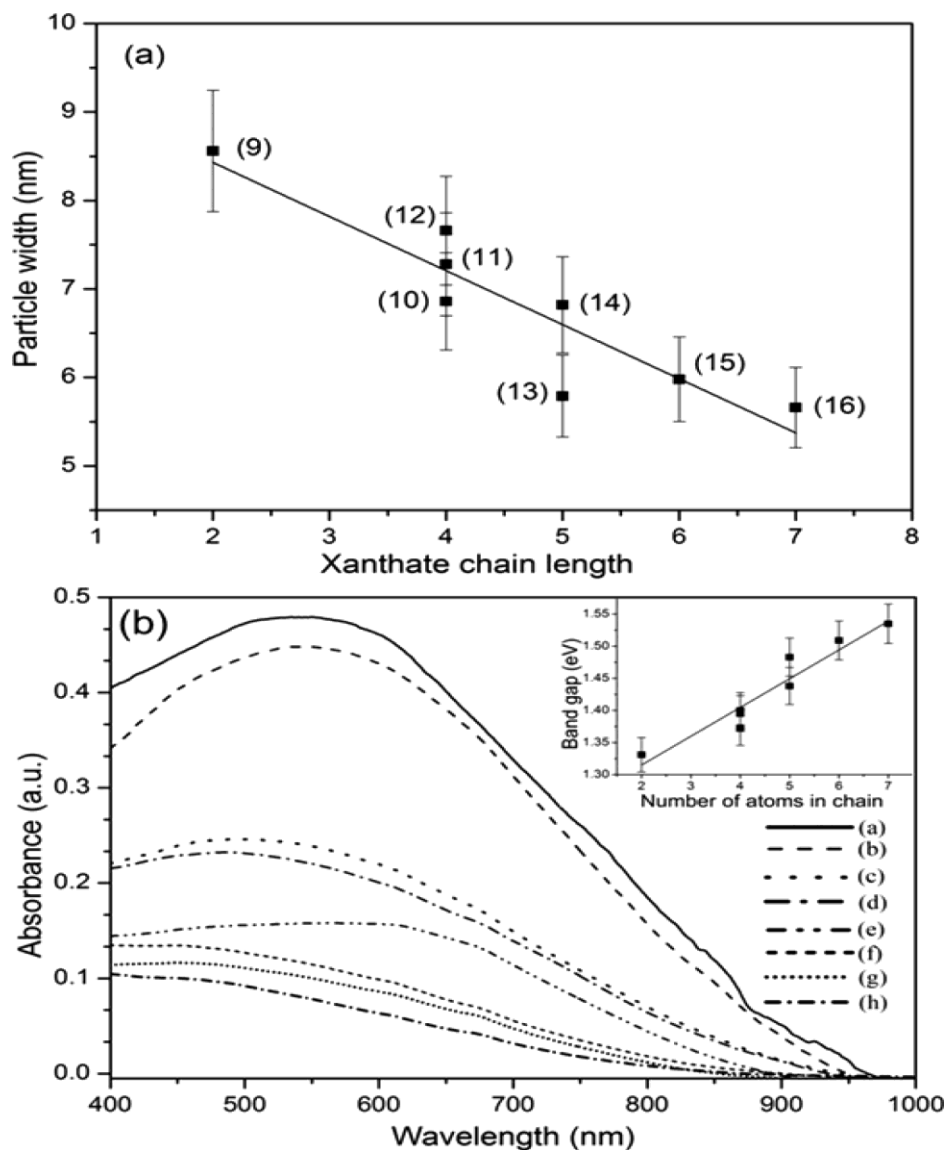 (a)
10
9
8
7
6
5
Particle width (nm)
(9)
(12)
(11)
(10)
(14)
(13)
(15)
(16)
1 2 3 4 5 6 7 8
Xanthate chain length
(b)
0.5
0.4
0.3
0.2
0.1
0.0
Absorbance (a.u.)
1.55
1.50
1.45
1.40
1.35
1.30
Band gap (eV)
2 3 4 5 6 7
Number of atoms in chain
(a)
(b)
(c)
(d)
(e)
(f)
(g)
(h)
400 500 600 700 800 900 1000
Wavelength (nm)